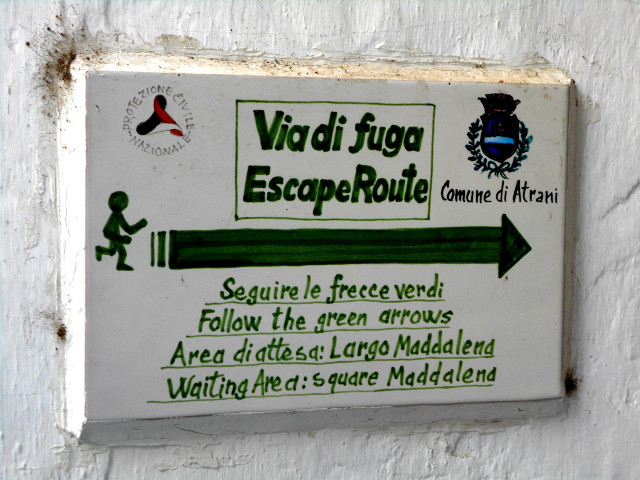 PROTEZIONE CIVILE
NAZIONALE
Via di fuga
EscapeRoute
Comune di Atrani
Seguire le frecce verdi
Follow the green arrows
Area di attesa: Largo Maddalena
Waiting Area: square Maddalena